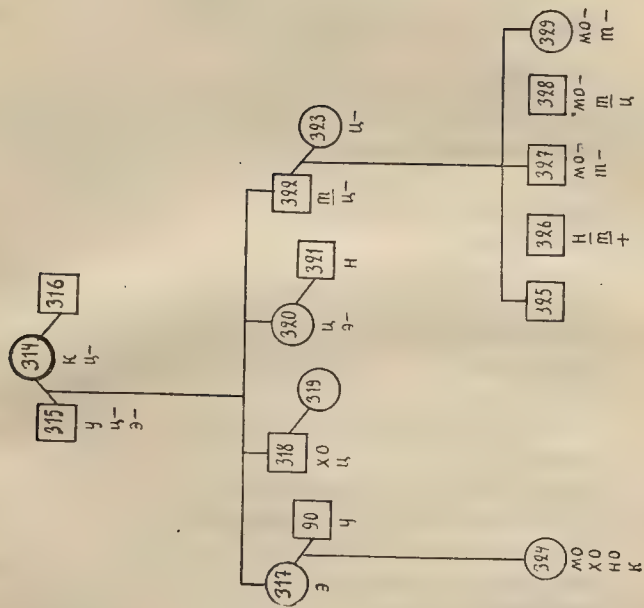 314
К
Ц-
316
315
У
Ц-
Э-
317
Э
90
У
318
ХО
Ц
319
320
Ц
Э-
321
Н
322
т
Ц-
323
Ц-
324
МО
ХО
НО
К
325
326
Н
т
+
327
МО-
т-
328
МО-
т
Ц
329
МО-
т-